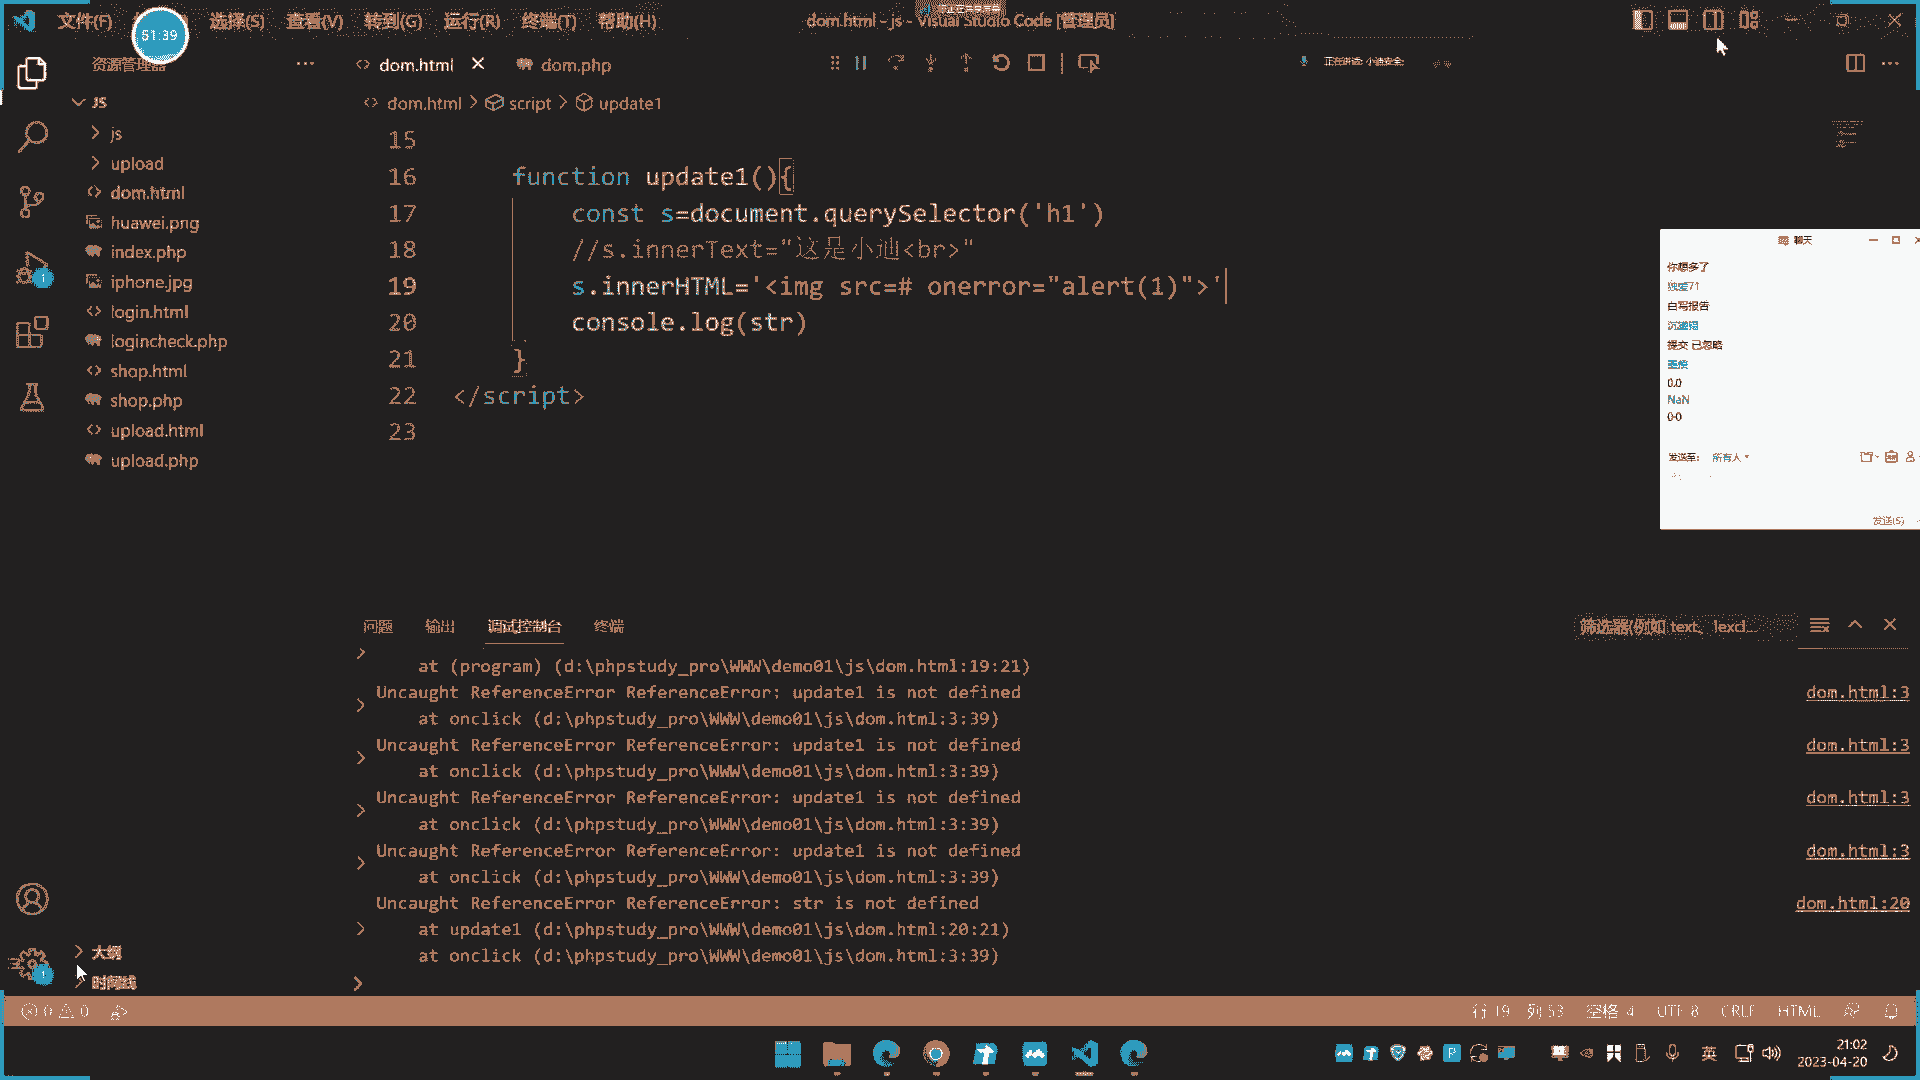 文件(F) 选择(S) 查看(V) 转到(G) 运行(R) 终端(T) 帮助(H) dom.html - js - Visual Studio Code [管理员]
51:39
资源管理器 ··· dom.html dom.php
正在讲话: 小迪安全;
JS
dom.html > script > update1
js
upload
dom.html
huawei.png
index.php
iphone.jpg
login.html
logincheck.php
shop.html
shop.php
upload.html
upload.php
15
16 function update1(){
17 const s=document.querySelector('h1')
18 //s.innerText="这是小迪<br>"
19 s.innerHTML='<img src=# onerror="alert(1)">'
20 console.log(str)
21 }
22 </script>
23
聊天
你想多了
独爱71
白写报告
提交 已忽略
0.0
NaN
0-0
发送至: 所有人
发送(S)
问题 输出 调试控制台 终端 筛选器(例如 text、!excl...
at (program) (d:\phpstudy_pro\WWW\demo01\js\dom.html:19:21)
Uncaught ReferenceError ReferenceError: update1 is not defined dom.html:3
at onclick (d:\phpstudy_pro\WWW\demo01\js\dom.html:3:39)
Uncaught ReferenceError ReferenceError: update1 is not defined dom.html:3
at onclick (d:\phpstudy_pro\WWW\demo01\js\dom.html:3:39)
Uncaught ReferenceError ReferenceError: update1 is not defined dom.html:3
at onclick (d:\phpstudy_pro\WWW\demo01\js\dom.html:3:39)
Uncaught ReferenceError ReferenceError: update1 is not defined dom.html:3
at onclick (d:\phpstudy_pro\WWW\demo01\js\dom.html:3:39)
Uncaught ReferenceError ReferenceError: str is not defined dom.html:20
at update1 (d:\phpstudy_pro\WWW\demo01\js\dom.html:20:21)
at onclick (d:\phpstudy_pro\WWW\demo01\js\dom.html:3:39)
大纲
时间线
0 0 行 19 列 53 空格: 4 UTF-8 CRLF HTML
英
21:02
2023-04-20